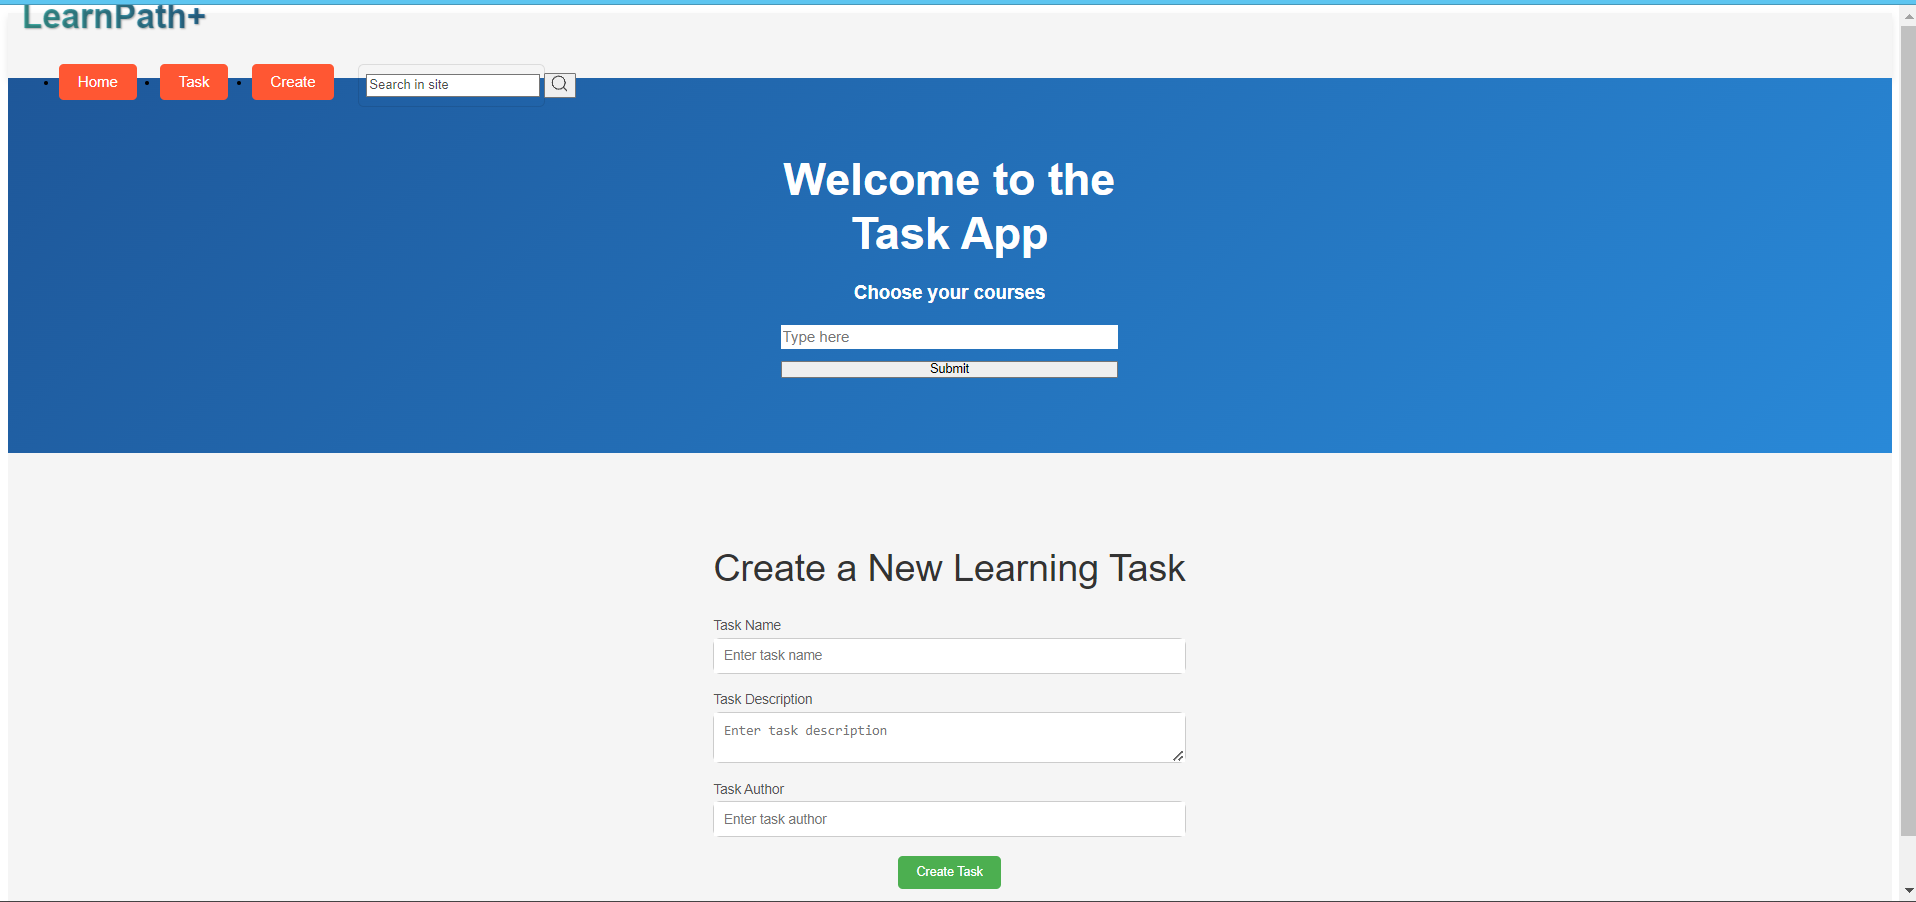 LearnPath+
Home
Task
Create
Search in site
Welcome to the
Task App
Choose your courses
Type here
Submit
Create a New Learning Task
Task Name
Enter task name
Task Description
Enter task description
Task Author
Enter task author
Create Task